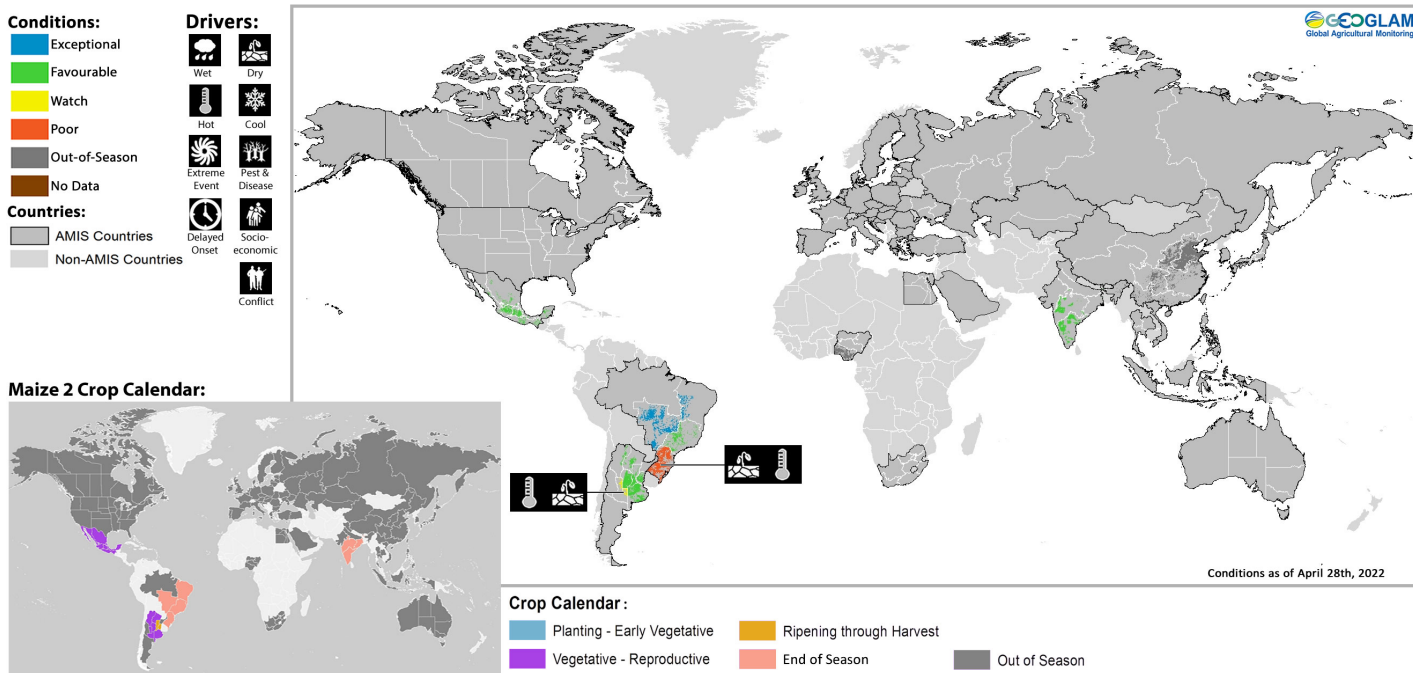 Conditions:
Exceptional
Favourable
Watch
Poor
Out-of-Season
No Data
Countries:
AMIS Countries
Non-AMIS Countries
Drivers:
Wet
Dry
Hot
Cool
Extreme
Event
Pest &
Disease
Delayed
Onset
Socio-
economic
Conflict
GEOGLAM
Global Agricultural Monitoring
Maize 2 Crop Calendar:
Conditions as of April 28th, 2022
Crop Calendar :
Planting - Early Vegetative
Ripening through Harvest
Vegetative - Reproductive
End of Season
Out of Season